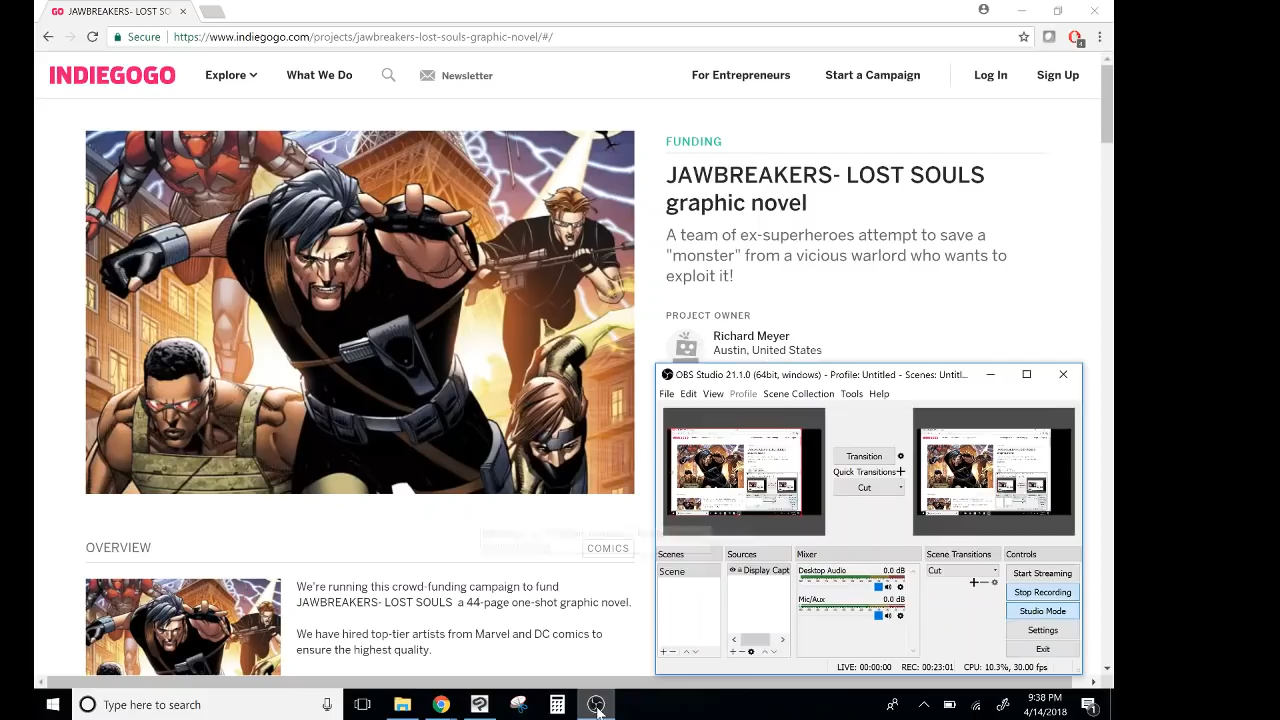 GO JAWBREAKERS- LOST SO
Secure
https://www.indiegogo.com/projects/jawbreakers-lost-souls-graphic-novel/#/
4
INDIEGOGO
Explore
What We Do
Newsletter
For Entrepreneurs
Start a Campaign
Log In
Sign Up
FUNDING
JAWBREAKERS- LOST SOULS
graphic novel
A team of ex-superheroes attempt to save a
"monster" from a vicious warlord who wants to
exploit it!
PROJECT OWNER
Richard Meyer
Austin, United States
OVERVIEW
COMICS
We're running this crowd-funding campaign to fund
JAWBREAKERS- LOST SOULS a 44-page one-shot graphic novel.
We have hired top-tier artists from Marvel and DC comics to
ensure the highest quality.
OBS Studio 21.1.0 (64bit, windows) - Profile: Untitled - Scenes: Untitl...
File Edit View Profile Scene Collection Tools Help
Transition
Quick Transitions
Cut
Scenes
Sources
Mixer
Scene Transitions
Controls
Scene
Display Capt
Desktop Audio 0.0 dB
Mic/Aux 0.0 dB
Cut
Start Streaming
Stop Recording
Studio Mode
Settings
Exit
LIVE: 00:00:00 REC: 00:23:01 CPU: 10.3%, 30.00 fps
Type here to search
9:38 PM
4/14/2018
1